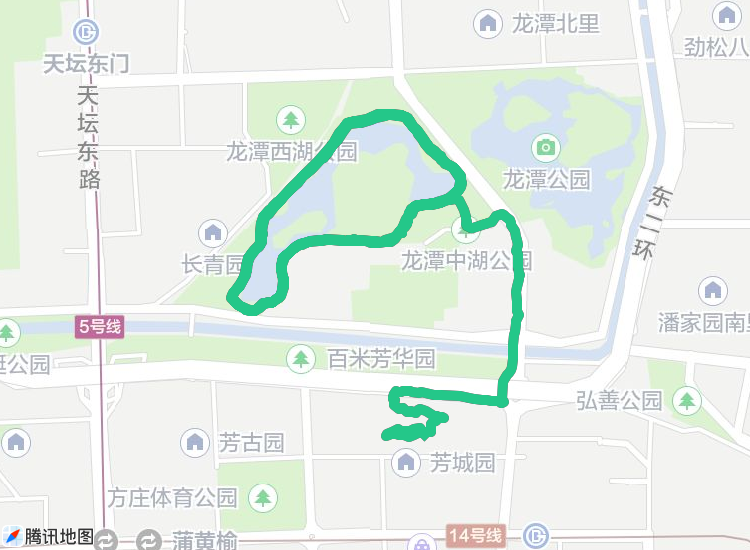 龙潭北里
劲松八
天坛东门
天坛东路
龙潭西湖公园
龙潭公园
东二环
长青园
龙潭中湖公园
潘家园南里
5号线
百米芳华园
珽公园
弘善公园
芳古园
芳城园
方庄体育公园
14号线
蒲黄榆
腾讯地图